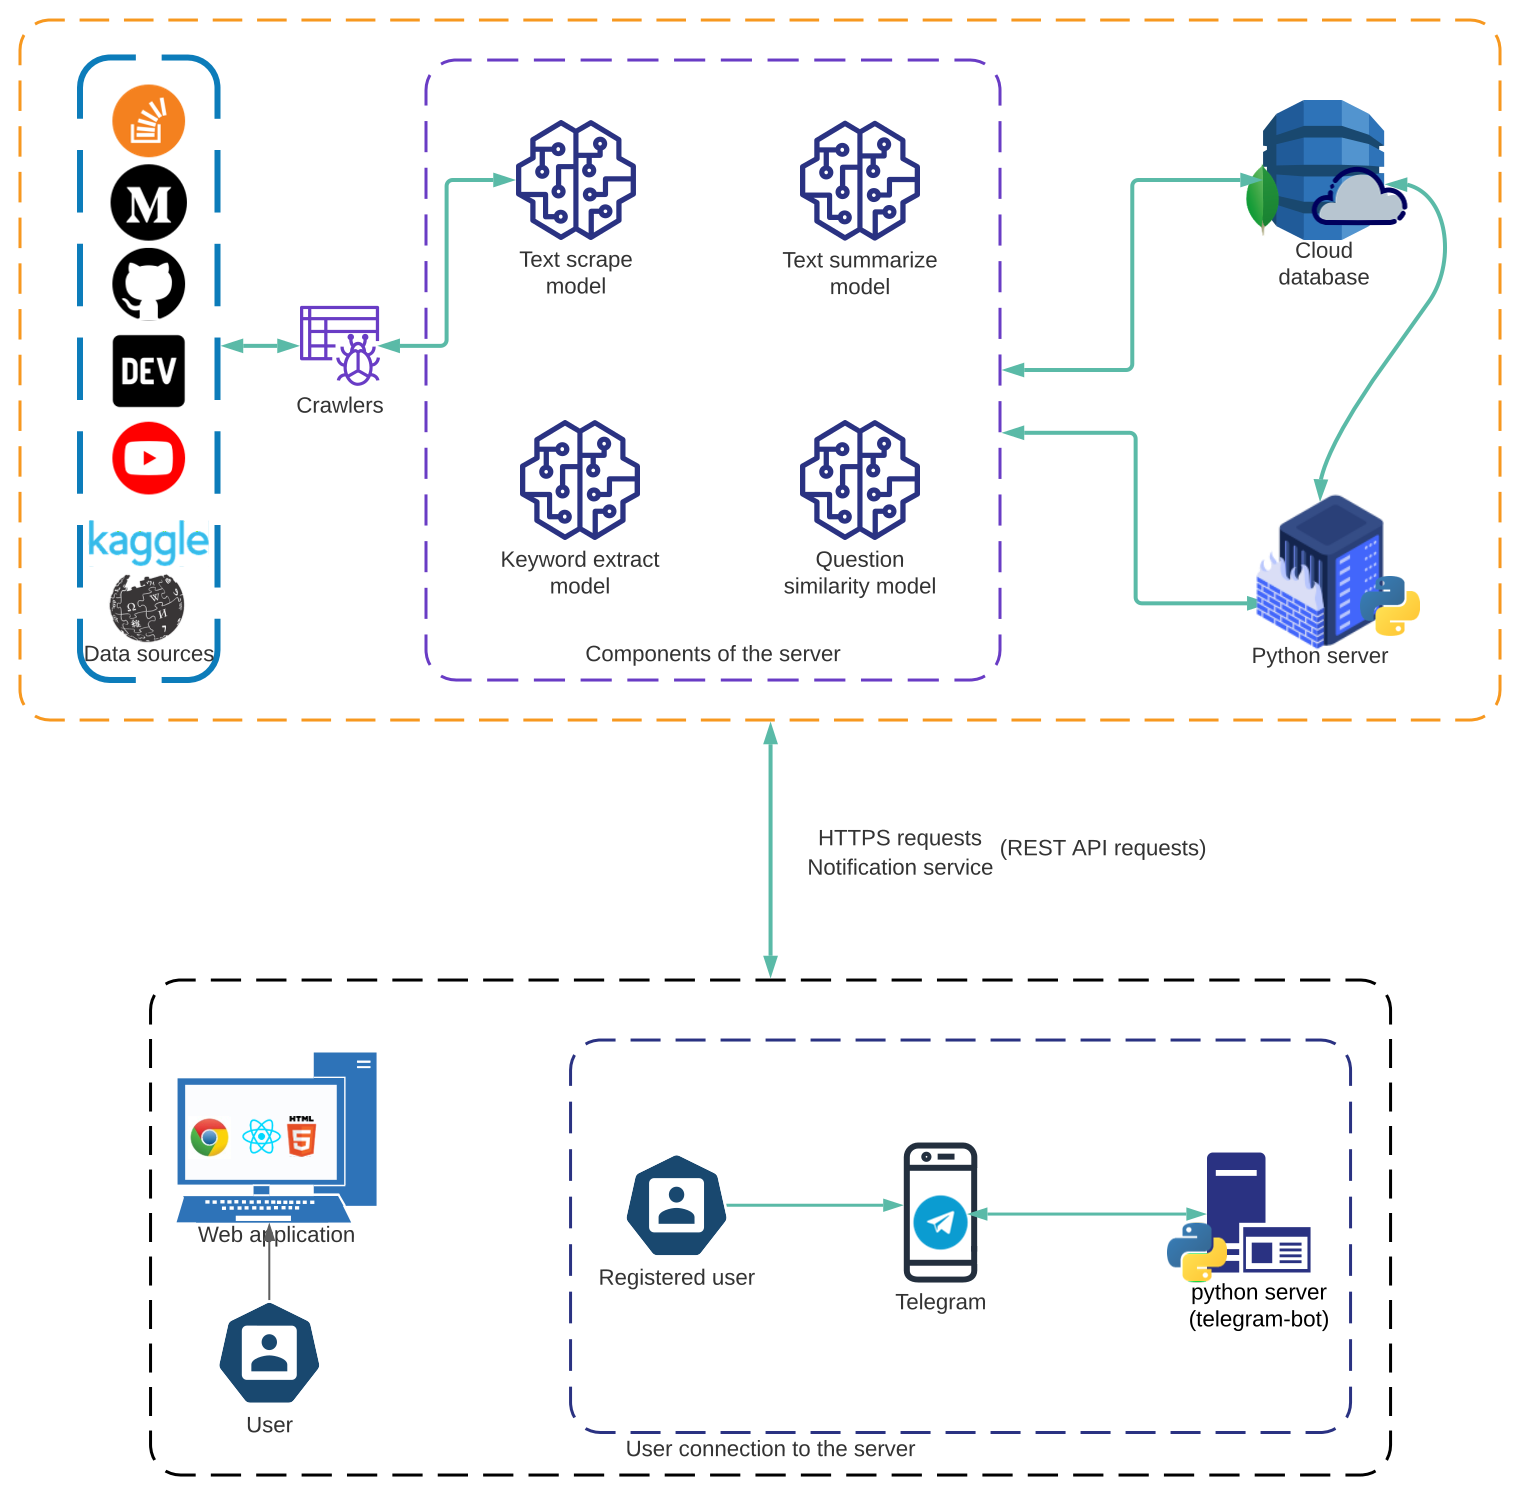 M
DEV
kaggle
Data sources
Crawlers
Text scrape
model
Text summarize
model
Keyword extract
model
Question
similarity model
Components of the server
Cloud
database
Python server
HTTPS requests
Notification service
(REST API requests)
HTML
5
Web application
User
Registered user
Telegram
python server
(telegram-bot)
User connection to the server